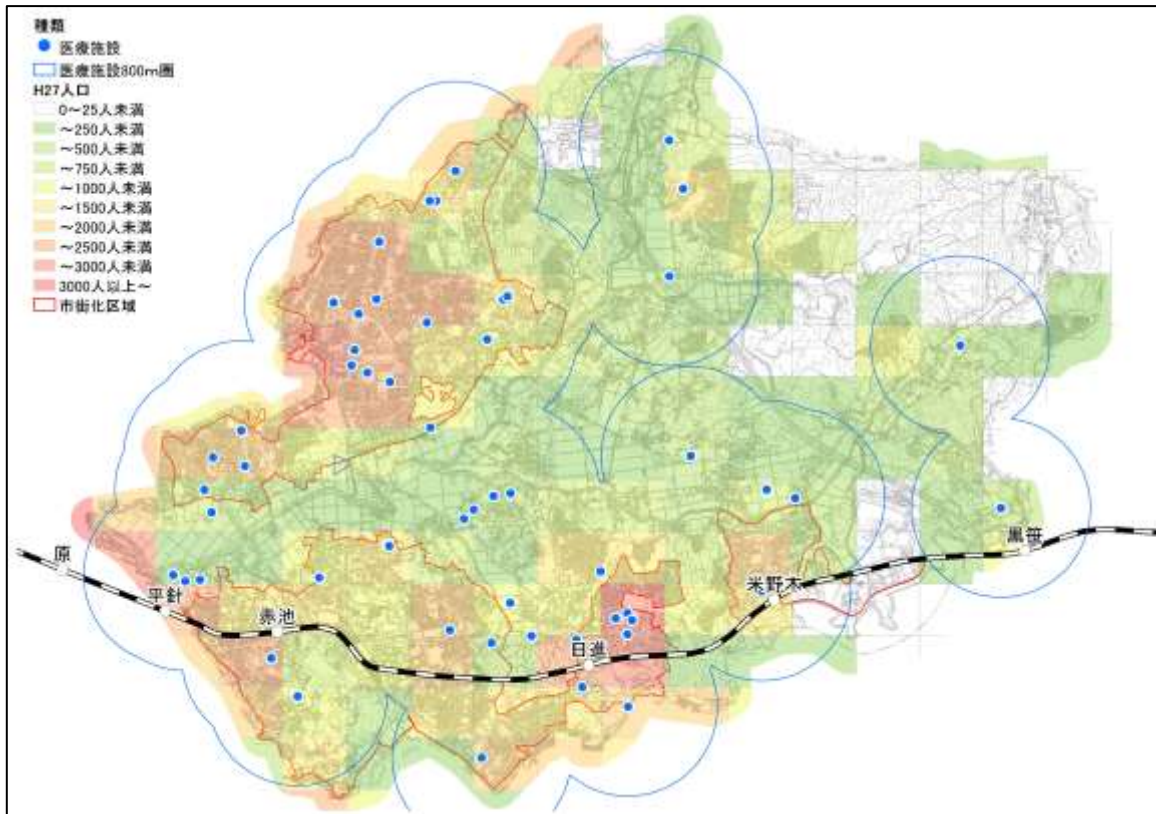 種類
医療施設
医療施設800m圏
H27人口
0～25人未満
～250人未満
～500人未満
～750人未満
～1000人未満
～1500人未満
～2000人未満
～2500人未満
～3000人未満
3000人以上～
市街化区域
原
平針
赤池
日進
米野木
黒笹